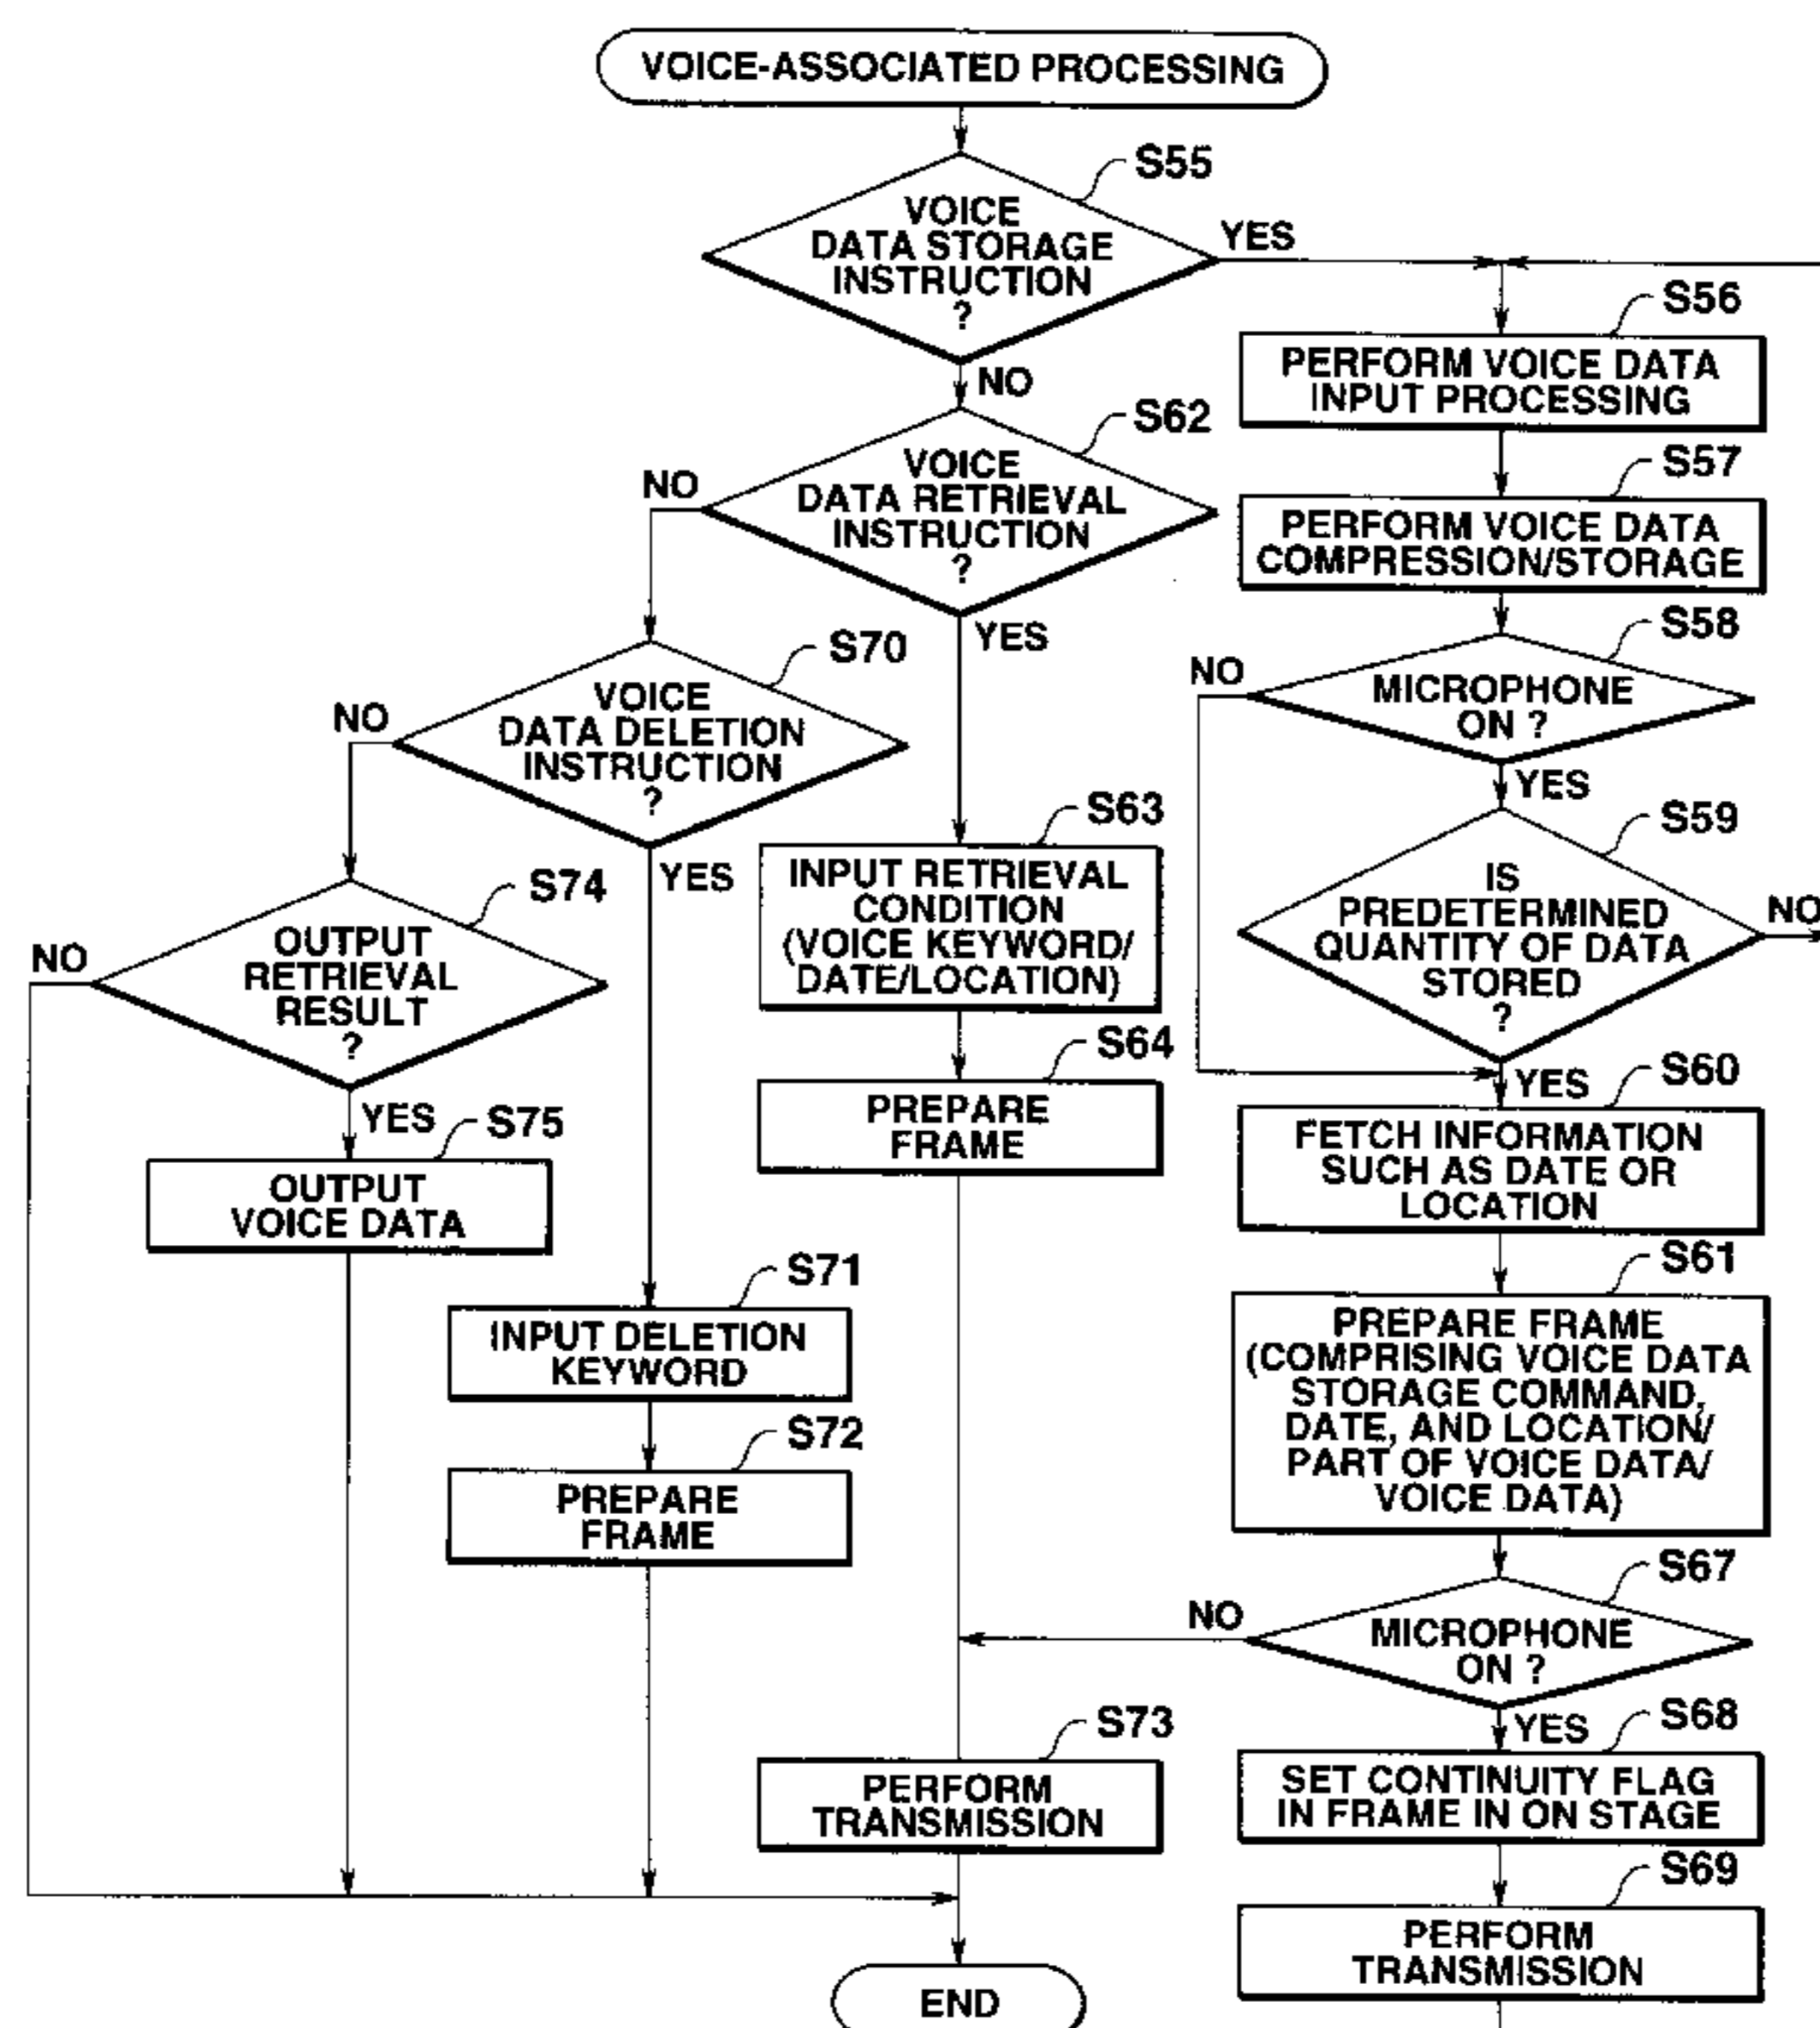 VOICE-ASSOCIATED PROCESSING
S55
VOICE
DATA STORAGE
INSTRUCTION
?
YES
NO
S56
PERFORM VOICE DATA
INPUT PROCESSING
S57
PERFORM VOICE DATA
COMPRESSION/STORAGE
S58
MICROPHONE
ON ?
NO
YES
S59
IS
PREDETERMINED
QUANTITY OF DATA
STORED
?
NO
YES
S60
FETCH INFORMATION
SUCH AS DATE OR
LOCATION
S61
PREPARE FRAME
(COMPRISING VOICE DATA
STORAGE COMMAND,
DATE, AND LOCATION/
PART OF VOICE DATA/
VOICE DATA)
S67
MICROPHONE
ON ?
NO
YES
S68
SET CONTINUITY FLAG
IN FRAME IN ON STAGE
S69
PERFORM
TRANSMISSION
S62
VOICE
DATA RETRIEVAL
INSTRUCTION
?
NO
YES
S63
INPUT RETRIEVAL
CONDITION
(VOICE KEYWORD/
DATE/LOCATION)
S64
PREPARE
FRAME
S73
PERFORM
TRANSMISSION
S70
VOICE
DATA DELETION
INSTRUCTION
?
NO
YES
S71
INPUT DELETION
KEYWORD
S72
PREPARE
FRAME
S74
OUTPUT
RETRIEVAL
RESULT
?
NO
YES
S75
OUTPUT
VOICE DATA
END